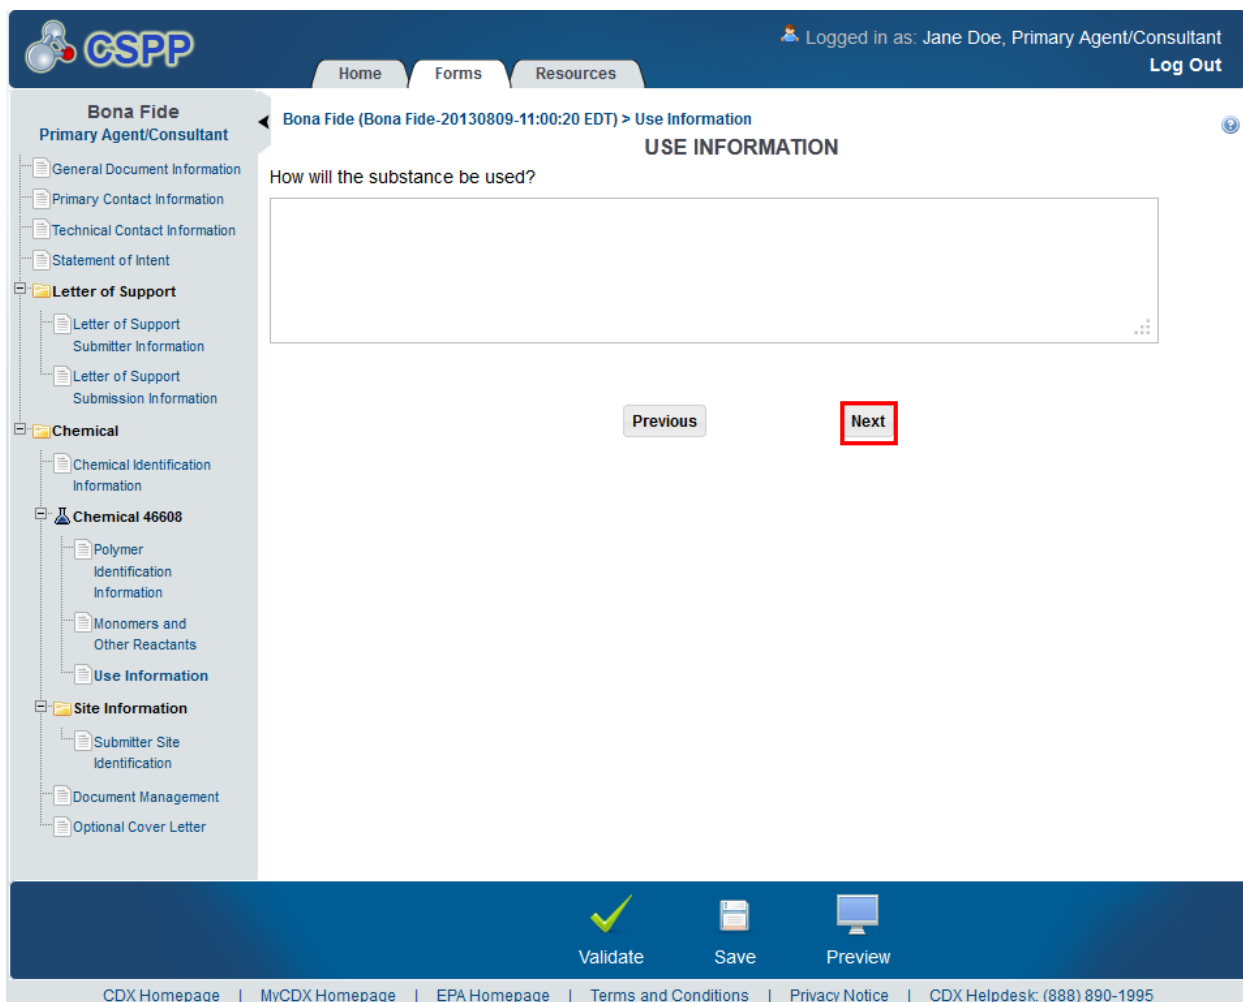 CSPP
Logged in as: Jane Doe, Primary Agent/Consultant
Log Out
Home
Forms
Resources
Bona Fide
Primary Agent/Consultant
General Document Information
Primary Contact Information
Technical Contact Information
Statement of Intent
Letter of Support
Letter of Support
Submitter Information
Letter of Support
Submission Information
Chemical
Chemical Identification
Information
Chemical 46608
Polymer
Identification
Information
Monomers and
Other Reactants
Use Information
Site Information
Submitter Site
Identification
Document Management
Optional Cover Letter
Bona Fide (Bona Fide-20130809-11:00:20 EDT) > Use Information
USE INFORMATION
How will the substance be used?
Previous
Next
Validate
Save
Preview
CDX Homepage | MyCDX Homepage | EPA Homepage | Terms and Conditions | Privacy Notice | CDX Helpdesk: (888) 890-1995